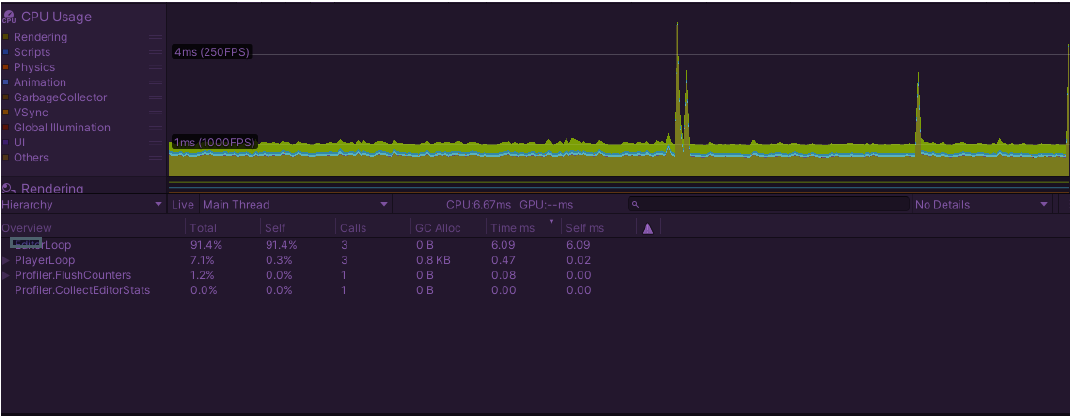 CPU Usage
Rendering
Scripts
Physics
Animation
GarbageCollector
VSync
Global Illumination
UI
Others
4ms (250FPS)
1ms (1000FPS)
Rendering
Hierarchy Live Main Thread CPU:6.67ms GPU:--ms No Details
Overview Total Self Calls GC Alloc Time ms Self ms
EditorLoop 91.4% 91.4% 3 0 B 6.09 6.09
PlayerLoop 7.1% 0.3% 3 0.8 KB 0.47 0.02
Profiler.FlushCounters 1.2% 0.0% 1 0 B 0.08 0.00
Profiler.CollectEditorStats 0.0% 0.0% 1 0 B 0.00 0.00